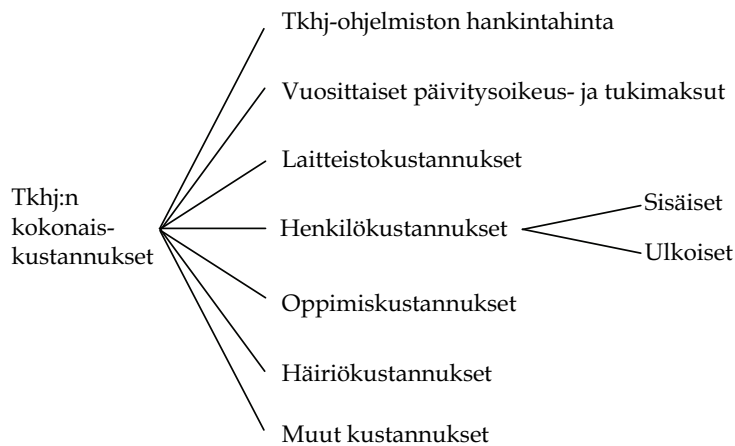 Tkhj-ohjelmiston hankintahinta
Vuosittaiset päivitysoikeus- ja tukimaksut
Laitteistokustannukset
Tkhj:n
kokonais-
kustannukset
Henkilökustannukset
Sisäiset
Ulkoiset
Oppimiskustannukset
Häiriökustannukset
Muut kustannukset